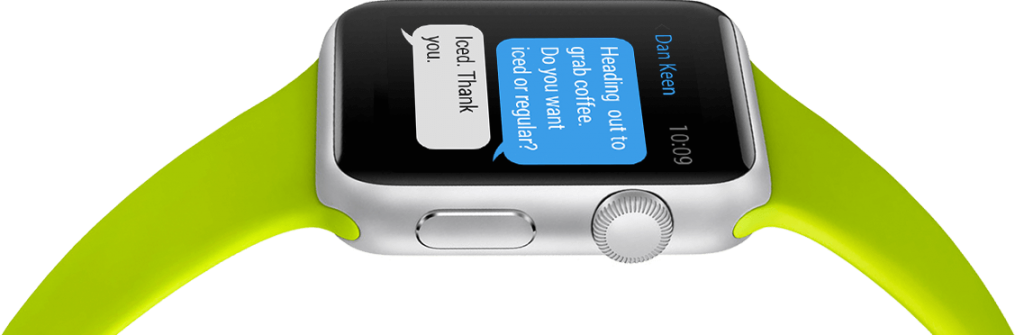 Dan Keen
10:09
Heading out to
grab coffee.
Do you want
iced or regular?
Iced. Thank
you.